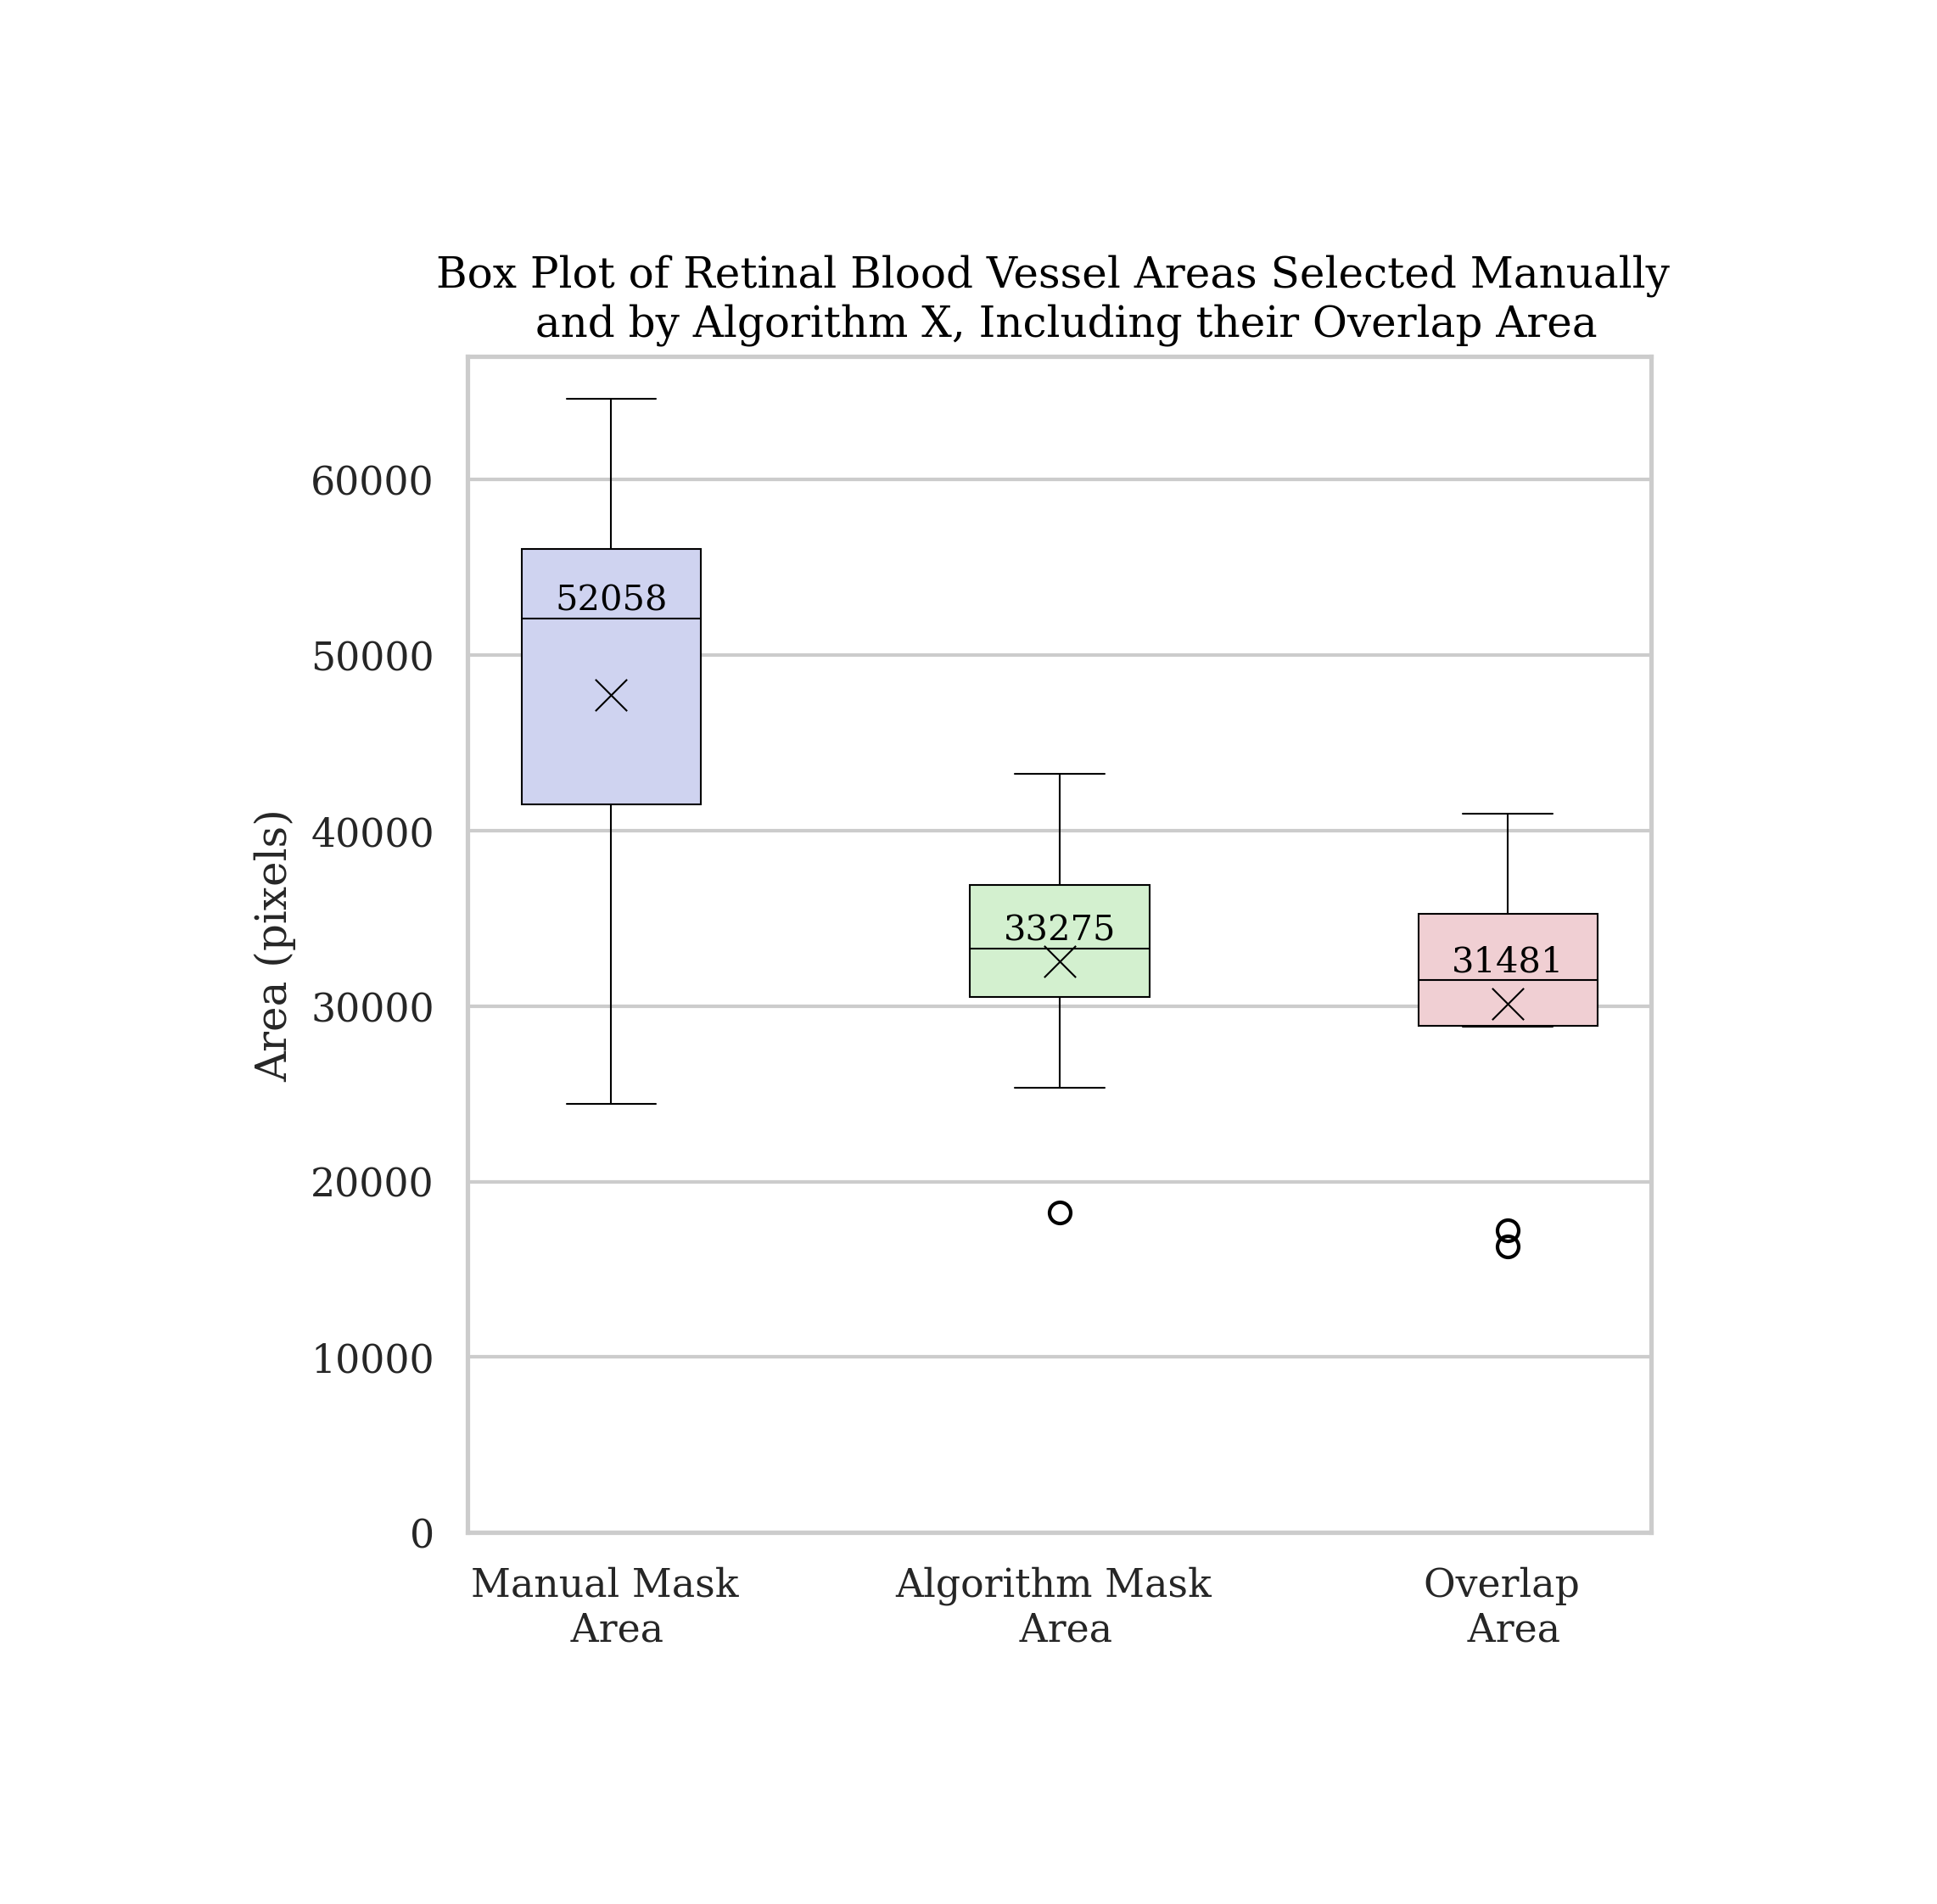 Box Plot of Retinal Blood Vessel Areas Selected Manually
and by Algorithm X, Including their Overlap Area
Area (pixels)
60000
50000
40000
30000
20000
10000
0
52058
33275
31481
Manual Mask
Area
Algorithm Mask
Area
Overlap
Area